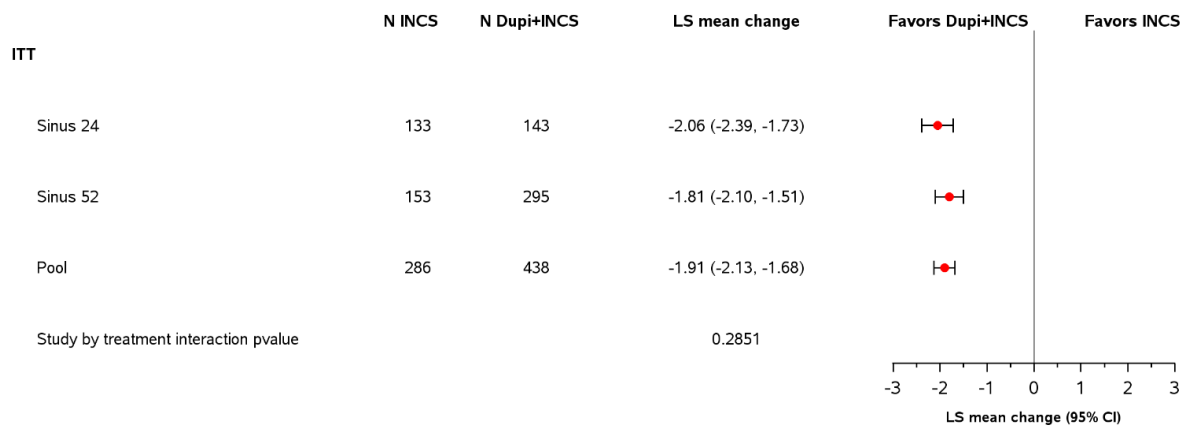 N INCS N Dupi+INCS LS mean change Favors Dupi+INCS Favors INCS
ITT
Sinus 24 133 143 -2.06 (-2.39, -1.73)
Sinus 52 153 295 -1.81 (-2.10, -1.51)
Pool 286 438 -1.91 (-2.13, -1.68)
Study by treatment interaction pvalue 0.2851
-3 -2 -1 0 1 2 3
LS mean change (95% CI)